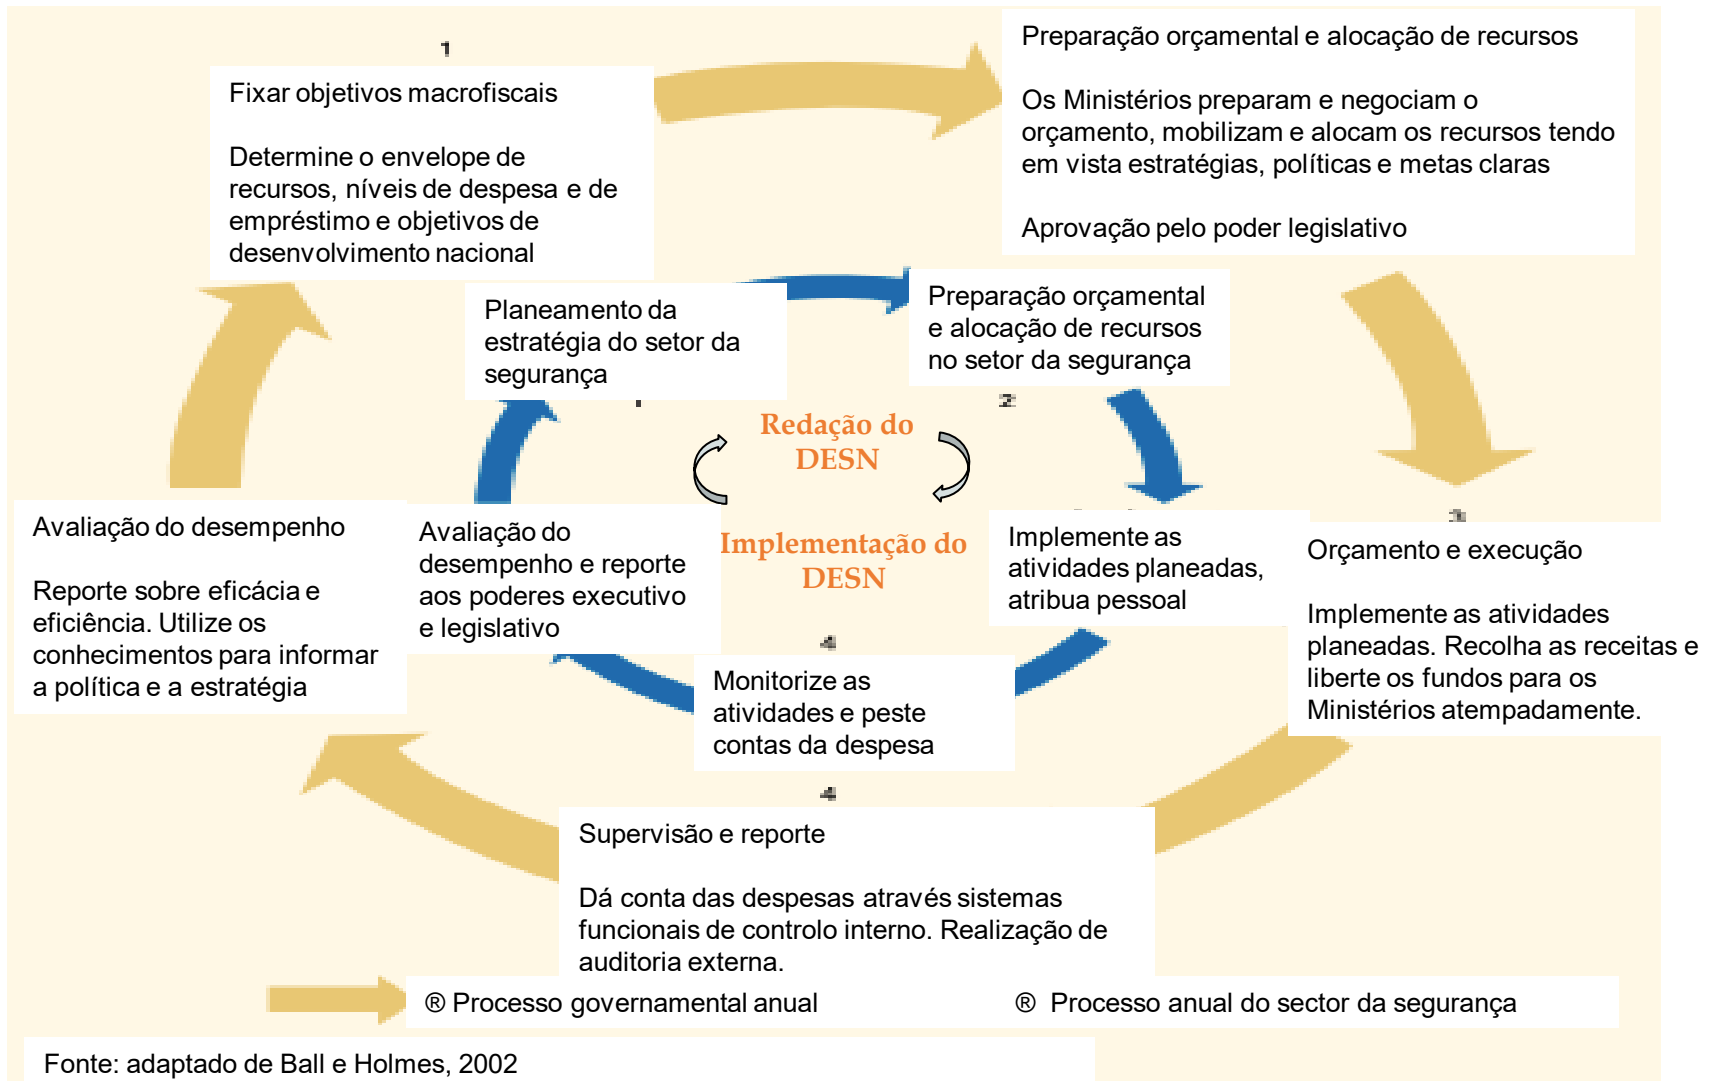 1
Fixar objetivos macrofiscais
Determine o envelope de
recursos, níveis de despesa e de
empréstimo e objetivos de
desenvolvimento nacional
Preparação orçamental e alocação de recursos
Os Ministérios preparam e negociam o
orçamento, mobilizam e alocam os recursos tendo
em vista estratégias, políticas e metas claras
Aprovação pelo poder legislativo
Planeamento da
estratégia do setor da
segurança
Preparação orçamental
e alocação de recursos
no setor da segurança
2
Redação do
DESN
Implementação do
DESN
Avaliação do desempenho
Reporte sobre eficácia e
eficiência. Utilize os
conhecimentos para informar
a política e a estratégia
Avaliação do
desempenho e reporte
aos poderes executivo
e legislativo
Implemente as
atividades planeadas,
atribua pessoal
3
Orçamento e execução
Implemente as atividades
planeadas. Recolha as receitas e
liberte os fundos para os
Ministérios atempadamente.
4
Monitorize as
atividades e peste
contas da despesa
4
Supervisão e reporte
Dá conta das despesas através sistemas
funcionais de controlo interno. Realização de
auditoria externa.
® Processo governamental anual
® Processo anual do sector da segurança
Fonte: adaptado de Ball e Holmes, 2002